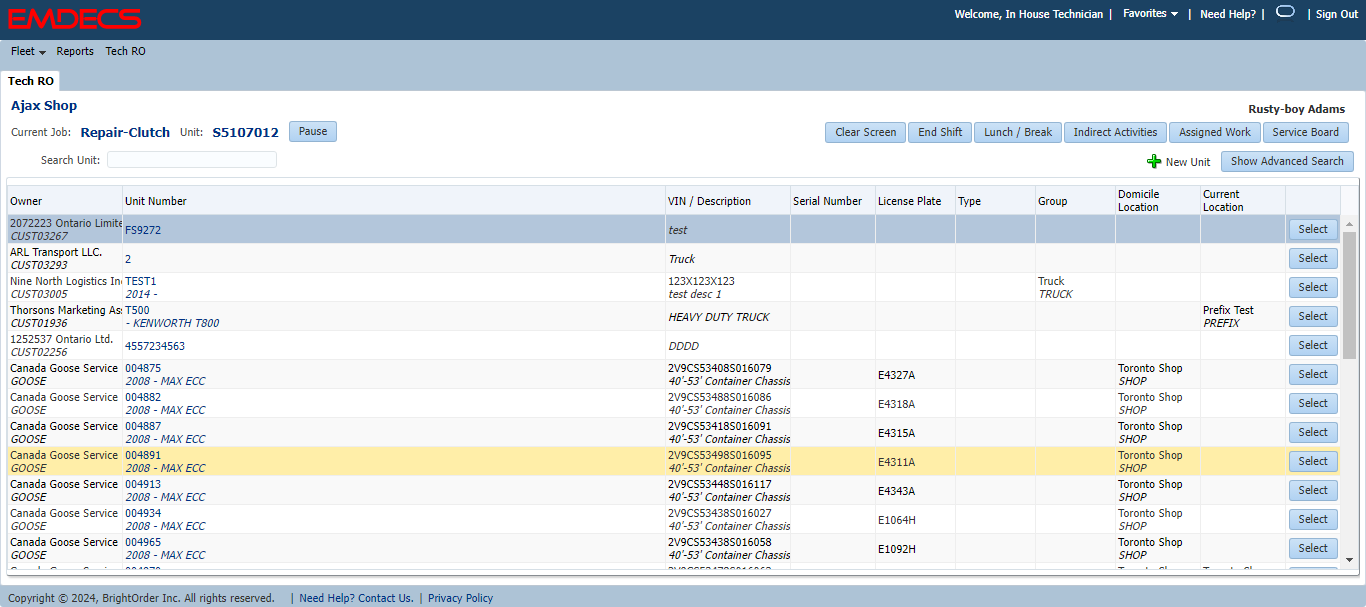 EMDECS
Welcome, In House Technician | Favorites | Need Help? | | Sign Out
Fleet Reports Tech RO
Tech RO
Ajax Shop
Rusty-boy Adams
Current Job: Repair-Clutch Unit: S5107012 Pause
Clear Screen End Shift Lunch / Break Indirect Activities Assigned Work Service Board
Search Unit:
New Unit Show Advanced Search
Owner Unit Number VIN / Description Serial Number License Plate Type Group Domicile Location Current Location
2072223 Ontario Limite FS9272 test Select
CUST03267
ARL Transport LLC. 2 Truck Select
CUST03293
Nine North Logistics In TEST1 123X123X123 Truck Select
CUST03005 2014 - test desc 1 TRUCK
Thorsons Marketing As T500 HEAVY DUTY TRUCK Prefix Test Select
CUST01936 - KENWORTH T800 PREFIX
1252537 Ontario Ltd. 4557234563 DDDD Select
CUST02256
Canada Goose Service 004875 2V9CS53408S016079 E4327A Toronto Shop Select
GOOSE 2008 - MAX ECC 40'-53' Container Chassis SHOP
Canada Goose Service 004882 2V9CS53488S016086 E4318A Toronto Shop Select
GOOSE 2008 - MAX ECC 40'-53' Container Chassis SHOP
Canada Goose Service 004887 2V9CS53418S016091 E4315A Toronto Shop Select
GOOSE 2008 - MAX ECC 40'-53' Container Chassis SHOP
Canada Goose Service 004891 2V9CS53498S016095 E4311A Toronto Shop Select
GOOSE 2008 - MAX ECC 40'-53' Container Chassis SHOP
Canada Goose Service 004913 2V9CS53448S016117 E4343A Toronto Shop Select
GOOSE 2008 - MAX ECC 40'-53' Container Chassis SHOP
Canada Goose Service 004934 2V9CS53438S016027 E1064H Toronto Shop Select
GOOSE 2008 - MAX ECC 40'-53' Container Chassis SHOP
Canada Goose Service 004965 2V9CS53438S016058 E1092H Toronto Shop Select
GOOSE 2008 - MAX ECC 40'-53' Container Chassis SHOP
Copyright © 2024, BrightOrder Inc. All rights reserved. | Need Help? Contact Us. | Privacy Policy